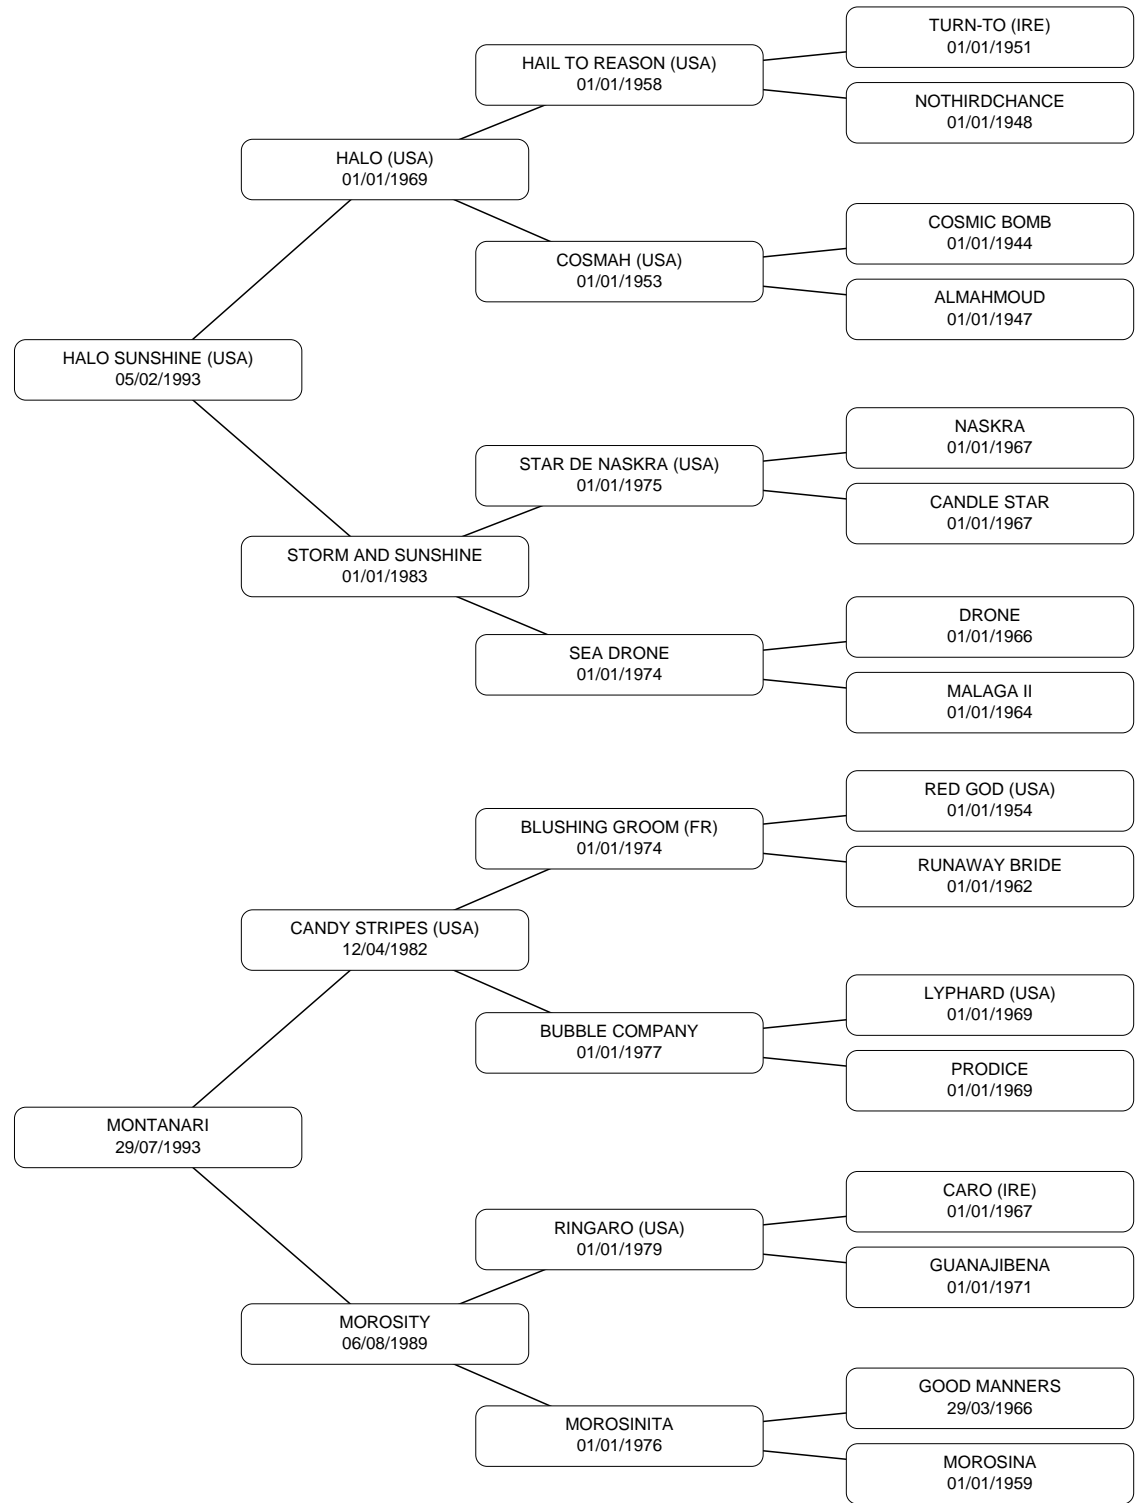 TURN-TO (IRE)
01/01/1951
HAIL TO REASON (USA)
01/01/1958
NOTHIRDCHANCE
01/01/1948
HALO (USA)
01/01/1969
COSMIC BOMB
01/01/1944
COSMAH (USA)
01/01/1953
ALMAHMOUD
01/01/1947
HALO SUNSHINE (USA)
05/02/1993
NASKRA
01/01/1967
STAR DE NASKRA (USA)
01/01/1975
CANDLE STAR
01/01/1967
STORM AND SUNSHINE
01/01/1983
DRONE
01/01/1966
SEA DRONE
01/01/1974
MALAGA II
01/01/1964
RED GOD (USA)
01/01/1954
BLUSHING GROOM (FR)
01/01/1974
RUNAWAY BRIDE
01/01/1962
CANDY STRIPES (USA)
12/04/1982
LYPHARD (USA)
01/01/1969
BUBBLE COMPANY
01/01/1977
PRODICE
01/01/1969
MONTANARI
29/07/1993
CARO (IRE)
01/01/1967
RINGARO (USA)
01/01/1979
GUANAJIBENA
01/01/1971
MOROSITY
06/08/1989
GOOD MANNERS
29/03/1966
MOROSINITA
01/01/1976
MOROSINA
01/01/1959